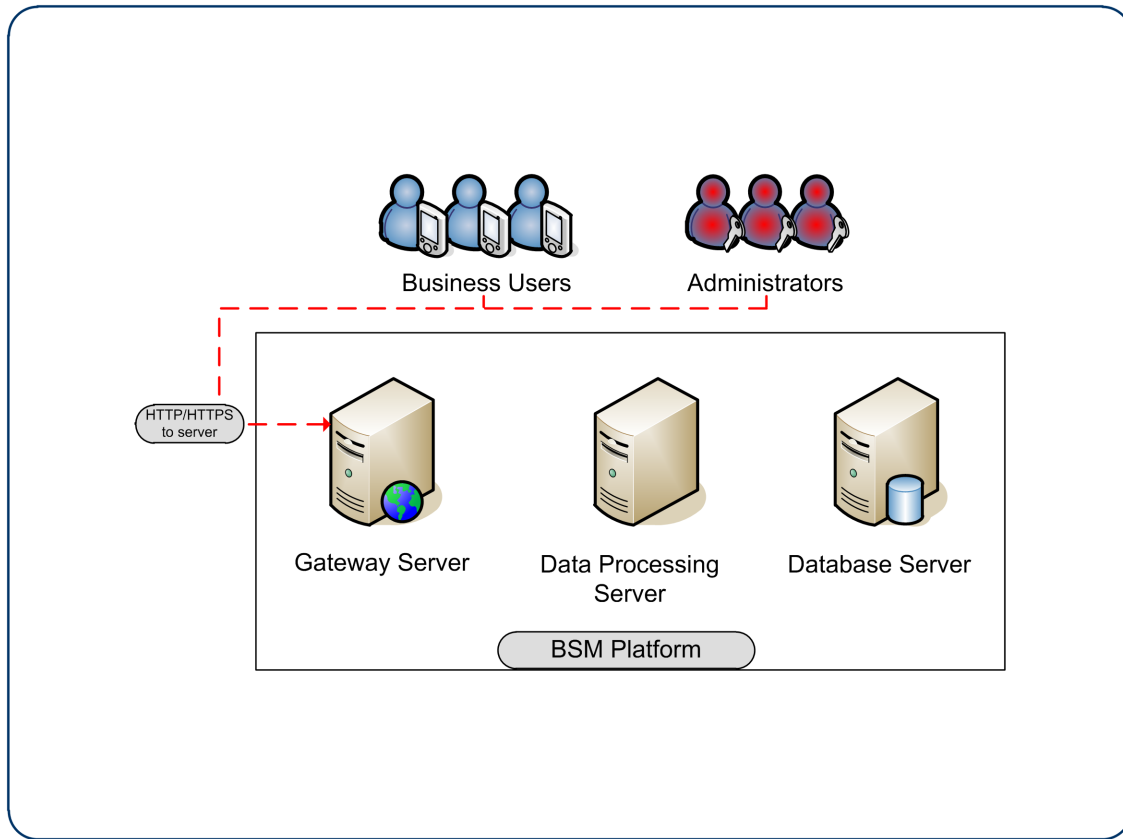 Business Users
Administrators
HTTP/HTTPS
to server
Gateway Server
Data Processing
Server
Database Server
BSM Platform